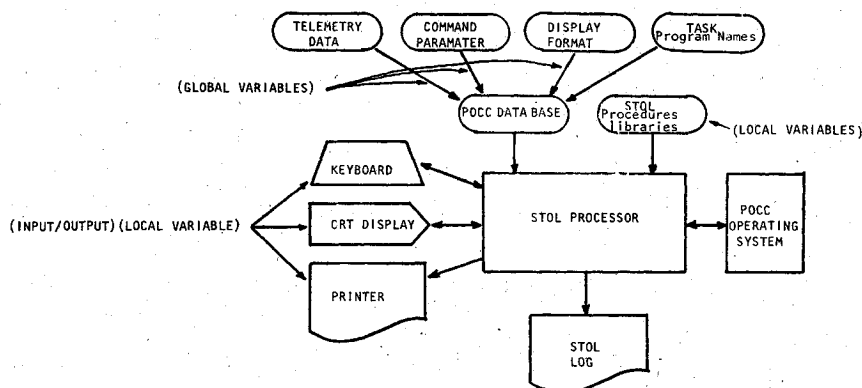 TELEMETRY
DATA
COMMAND
PARAMATER
DISPLAY
FORMAT
TASK
Program Names
(GLOBAL VARIABLES)
POCC DATA BASE
STOL
Procedures
Libraries
(LOCAL VARIABLES)
KEYBOARD
(INPUT/OUTPUT)(LOCAL VARIABLE)
CRT DISPLAY
STOL PROCESSOR
POCC
OPERATING
SYSTEM
PRINTER
STOL
LOG